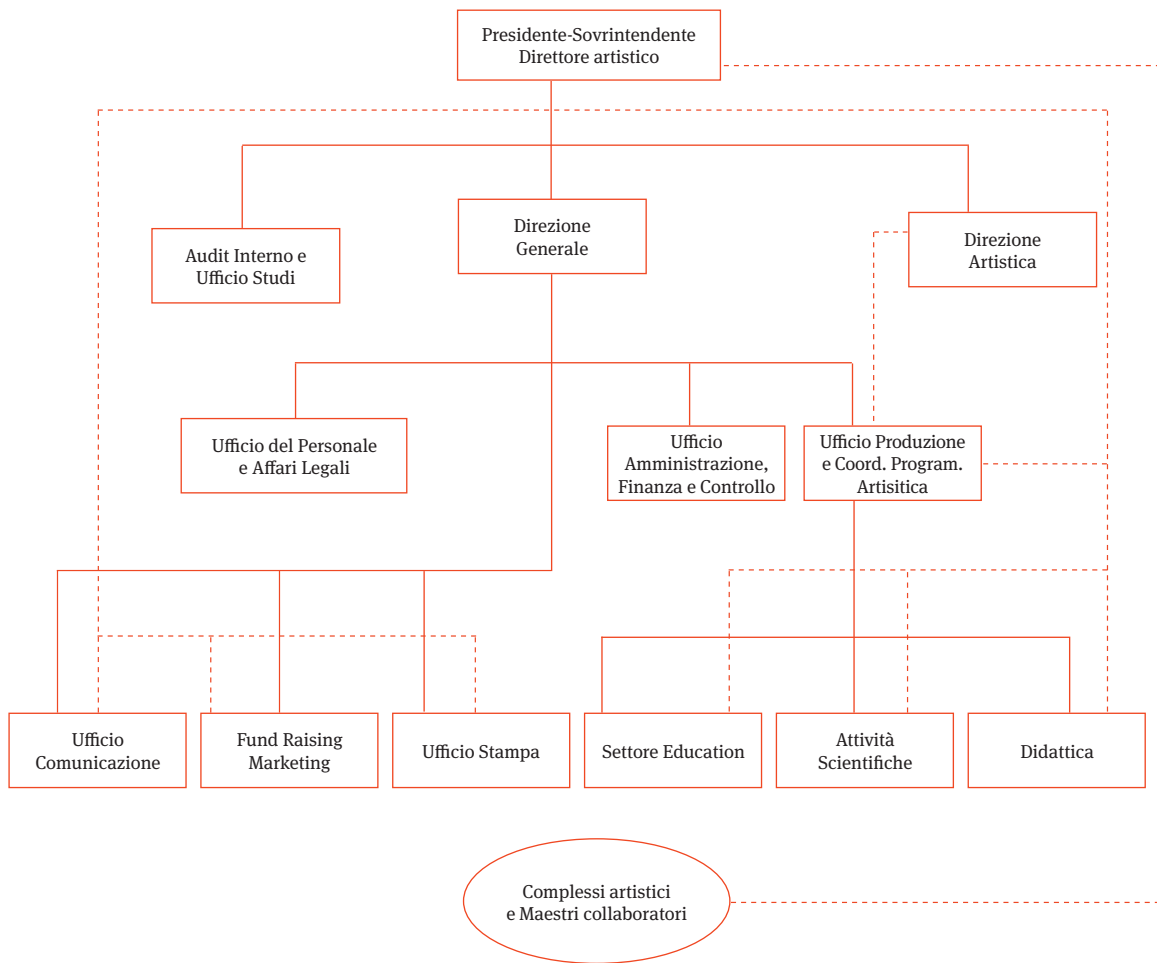 Presidente-Sovrintendente
Direttore artistico
Audit Interno e
Ufficio Studi
Direzione
Generale
Direzione
Artistica
Ufficio del Personale
e Affari Legali
Ufficio
Amministrazione,
Finanza e Controllo
Ufficio Produzione
e Coord. Program.
Artisitica
Ufficio
Comunicazione
Fund Raising
Marketing
Ufficio Stampa
Settore Education
Attività
Scientifiche
Didattica
Complessi artistici
e Maestri collaboratori